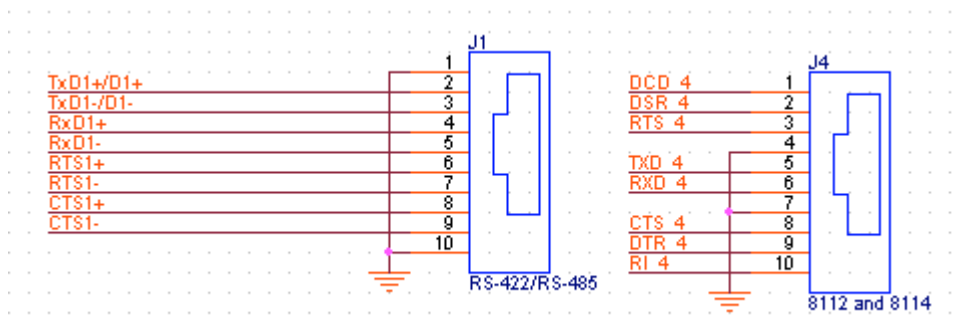 J1
1
TxD1+/D1+ 2
TxD1-/D1- 3
RxD1+ 4
RxD1- 5
RTS1+ 6
RTS1- 7
CTS1+ 8
CTS1- 9
10
RS-422/RS-485
J4
DCD 4 1
DSR 4 2
RTS 4 3
4
TXD 4 5
RXD 4 6
7
CTS 4 8
DTR 4 9
RI 4 10
8112 and 8114